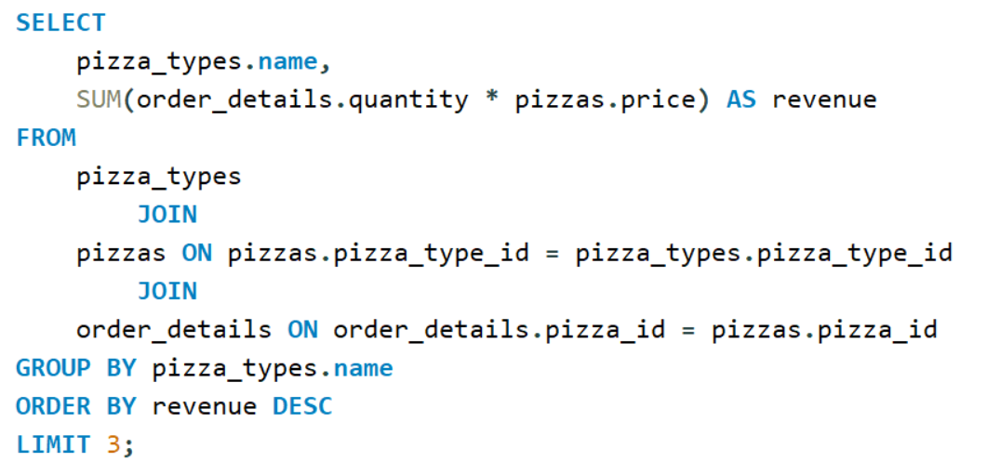 SELECT
    pizza_types.name,
    SUM(order_details.quantity * pizzas.price) AS revenue
FROM
    pizza_types
        JOIN
    pizzas ON pizzas.pizza_type_id = pizza_types.pizza_type_id
        JOIN
    order_details ON order_details.pizza_id = pizzas.pizza_id
GROUP BY pizza_types.name
ORDER BY revenue DESC
LIMIT 3;